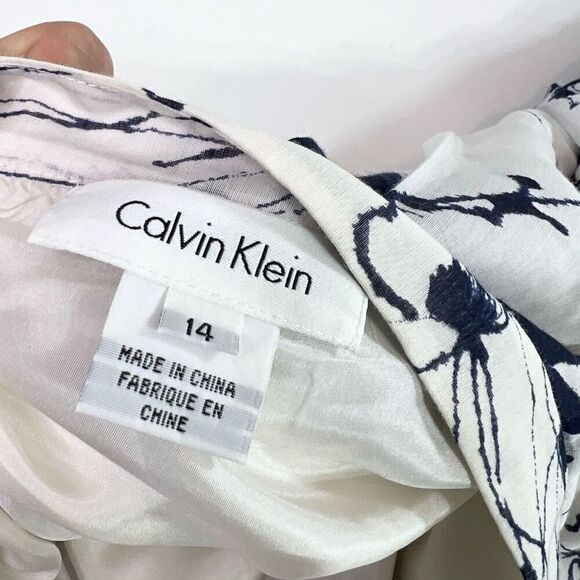 Calvin Klein
14
MADE IN CHINA
FABRIQUE EN
CHINE